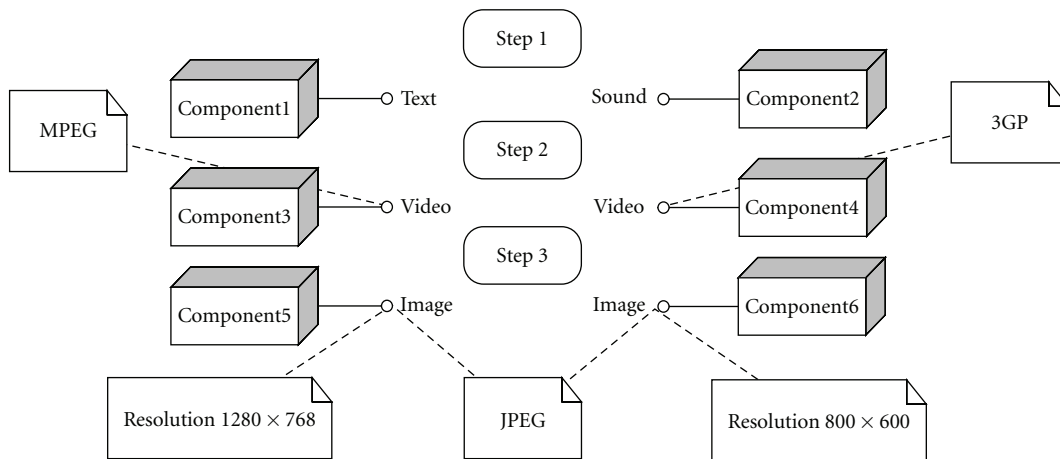 Step 1
Component1
Text
Sound
Component2
MPEG
3GP
Step 2
Component3
Video
Video
Component4
Step 3
Component5
Image
Image
Component6
Resolution 1280 × 768
JPEG
Resolution 800 × 600